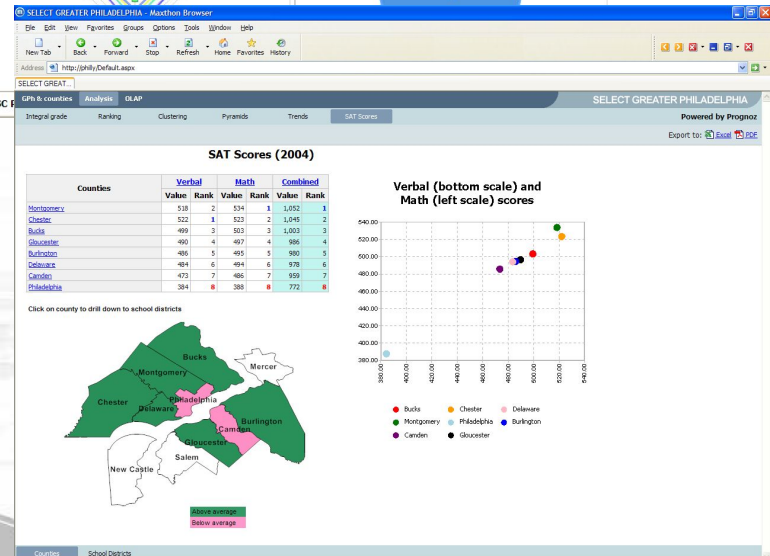 SELECT GREATER PHILADELPHIA - Maxthon Browser
File Edit View Favorites Groups Options Tools Window Help
New Tab Back Forward Stop Refresh Home Favorites History
Address http://philly/Default.aspx
SELECT GREAT...
GPh & counties Analysis OLAP SELECT GREATER PHILADELPHIA
Integral grade Ranking Clustering Pyramids Trends SAT Scores Powered by Prognoz
Export to: Excel PDF
SAT Scores (2004)
Counties Verbal Math Combined
Value Rank Value Rank Value Rank
Montgomery 518 2 534 1 1,052 1
Chester 522 1 523 2 1,045 2
Bucks 499 3 503 3 1,003 3
Gloucester 490 4 497 4 986 4
Burlington 486 5 495 5 980 5
Delaware 484 6 494 6 978 6
Camden 473 7 486 7 959 7
Philadelphia 384 8 388 8 772 8
Click on county to drill down to school districts
Bucks
Mercer
Montgomery
Chester
Philadelphia
Delaware
Burlington
Camden
Gloucester
Salem
New Castle
Above average
Below average
Verbal (bottom scale) and
Math (left scale) scores
540.00
520.00
500.00
480.00
460.00
440.00
420.00
400.00
380.00
380.00 400.00 420.00 440.00 460.00 480.00 500.00 520.00 540.00
Bucks Chester Delaware
Montgomery Philadelphia Burlington
Camden Gloucester
Counties School Districts